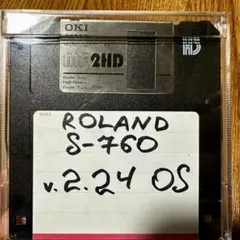 OKI
2HD
HD
ROLAND
S-760
v.2.24 OS